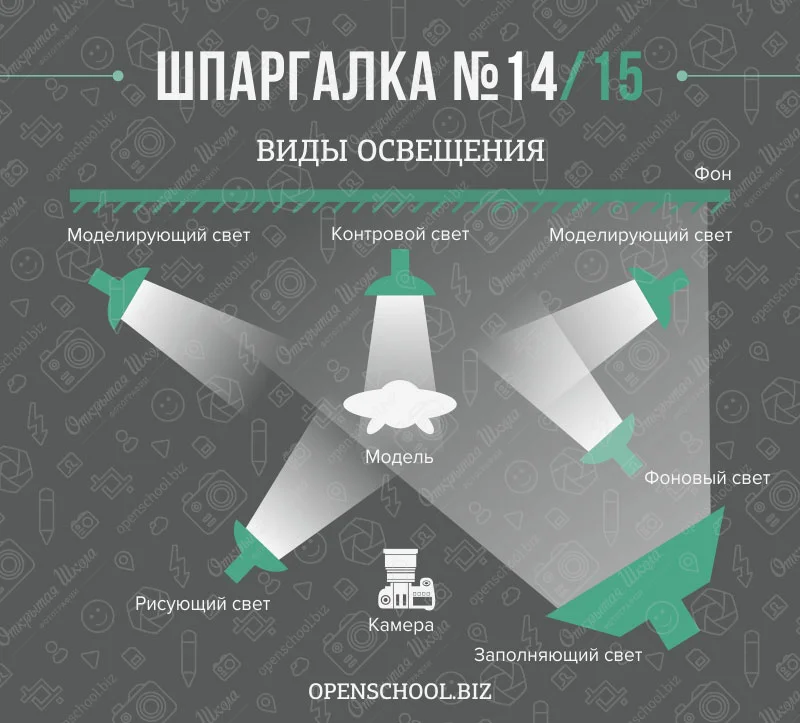 ШПАРГАЛКА №14/15
ВИДЫ ОСВЕЩЕНИЯ
Фон
Моделирующий свет
Контровой свет
Моделирующий свет
Модель
Фоновый свет
Рисующий свет
Камера
Заполняющий свет
OPENSCHOOL.BIZ